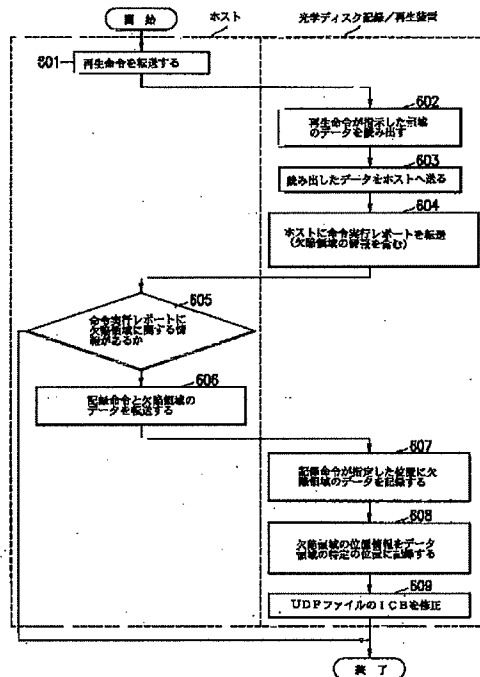 開 始
ホスト
光学ディスク記録/再生装置
601
再生命令を転送する
602
再生命令が指示した領域
のデータを読み出す
603
読み出したデータをホストへ送る
604
ホストに命令実行レポートを転送
(欠陥領域の情報を含む)
605
命令実行レポートに
欠陥領域に関する情
報があるか
606
記録命令と欠陥領域の
データを転送する
607
記録命令が指定した位置に欠
陥領域のデータを記録する
608
欠陥領域の位置情報をデータ
領域の特定の位置に記録する
609
UDFファイルのICBを修正
終 了